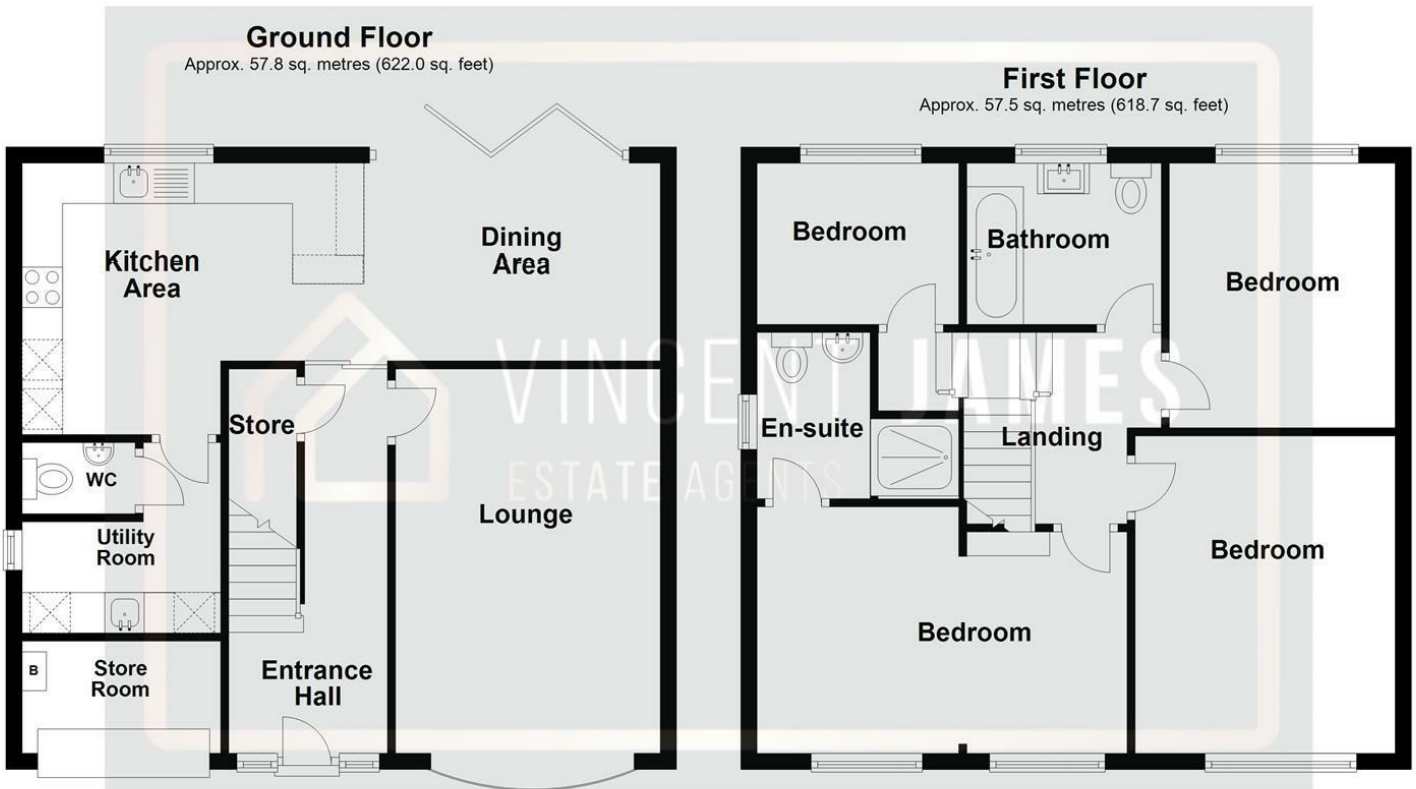 Ground Floor
Approx. 57.8 sq. metres (622.0 sq. feet)
Kitchen
Area
Dining
Area
Store
WC
Utility
Room
Lounge
Store
Room
B
Entrance
Hall
First Floor
Approx. 57.5 sq. metres (618.7 sq. feet)
Bedroom
Bathroom
Bedroom
En-suite
Landing
Bedroom
Bedroom
VINCENT JAMES
ESTATE AGENTS